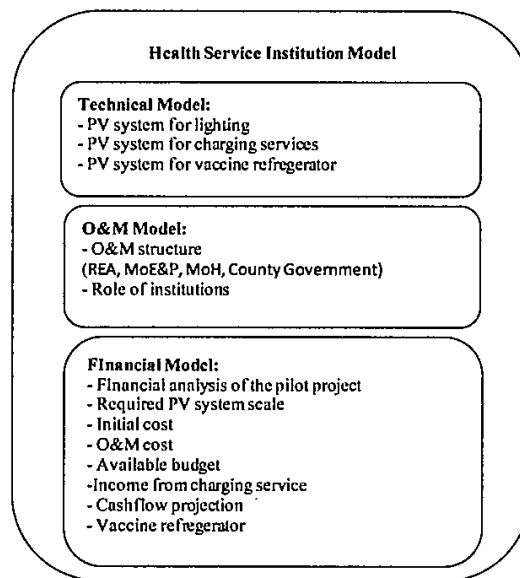 Health Service Institution Model
Technical Model:
- PV system for lighting
- PV system for charging services
- PV system for vaccine refregerator
O&M Model:
- O&M structure
(REA, MoE&P, MoH, County Government)
- Role of institutions
FInancial Model:
- FInancial analysis of the pilot project
- Required PV system scale
- Initial cost
- O&M cost
- Available budget
-Income from charging service
- Cashflow projection
- Vaccine refregerator